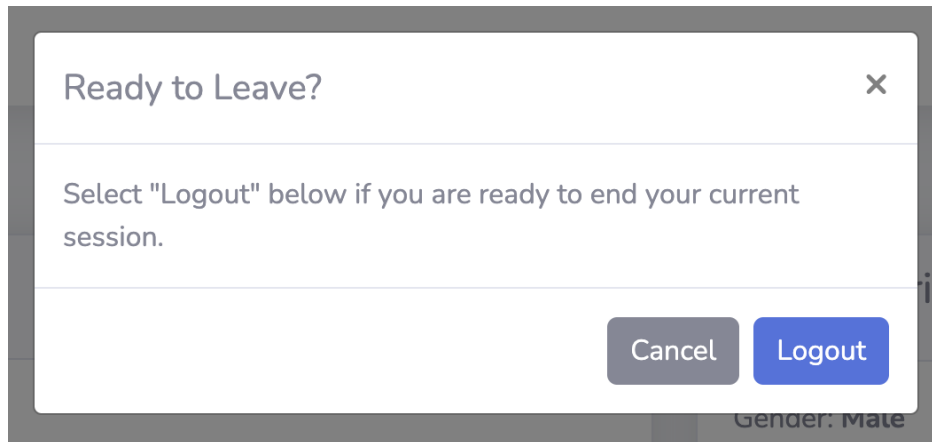 Ready to Leave?
Select "Logout" below if you are ready to end your current
session.
Cancel Logout
Gender: Male